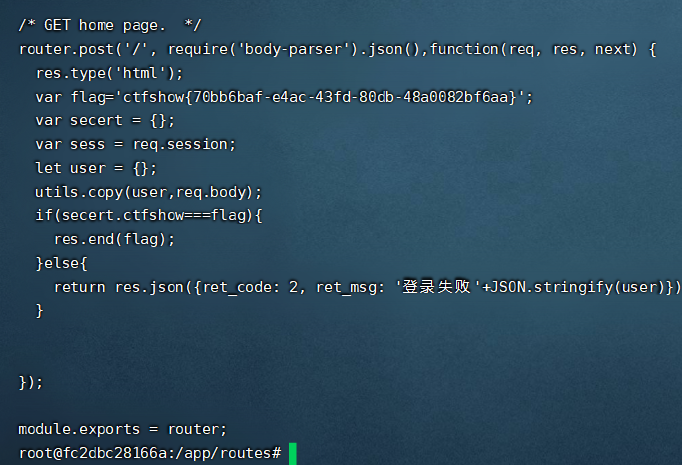 /* GET home page.  */
router.post('/', require('body-parser').json(),function(req, res, next) {
  res.type('html');
  var flag='ctfshow{70bb6baf-e4ac-43fd-80db-48a0082bf6aa}';
  var secert = {};
  var sess = req.session;
  let user = {};
  utils.copy(user,req.body);
  if(secert.ctfshow===flag){
    res.end(flag);
  }else{
    return res.json({ret_code: 2, ret_msg: '登录失败'+JSON.stringify(user)})
  }
});
module.exports = router;
root@fc2dbc28166a:/app/routes#